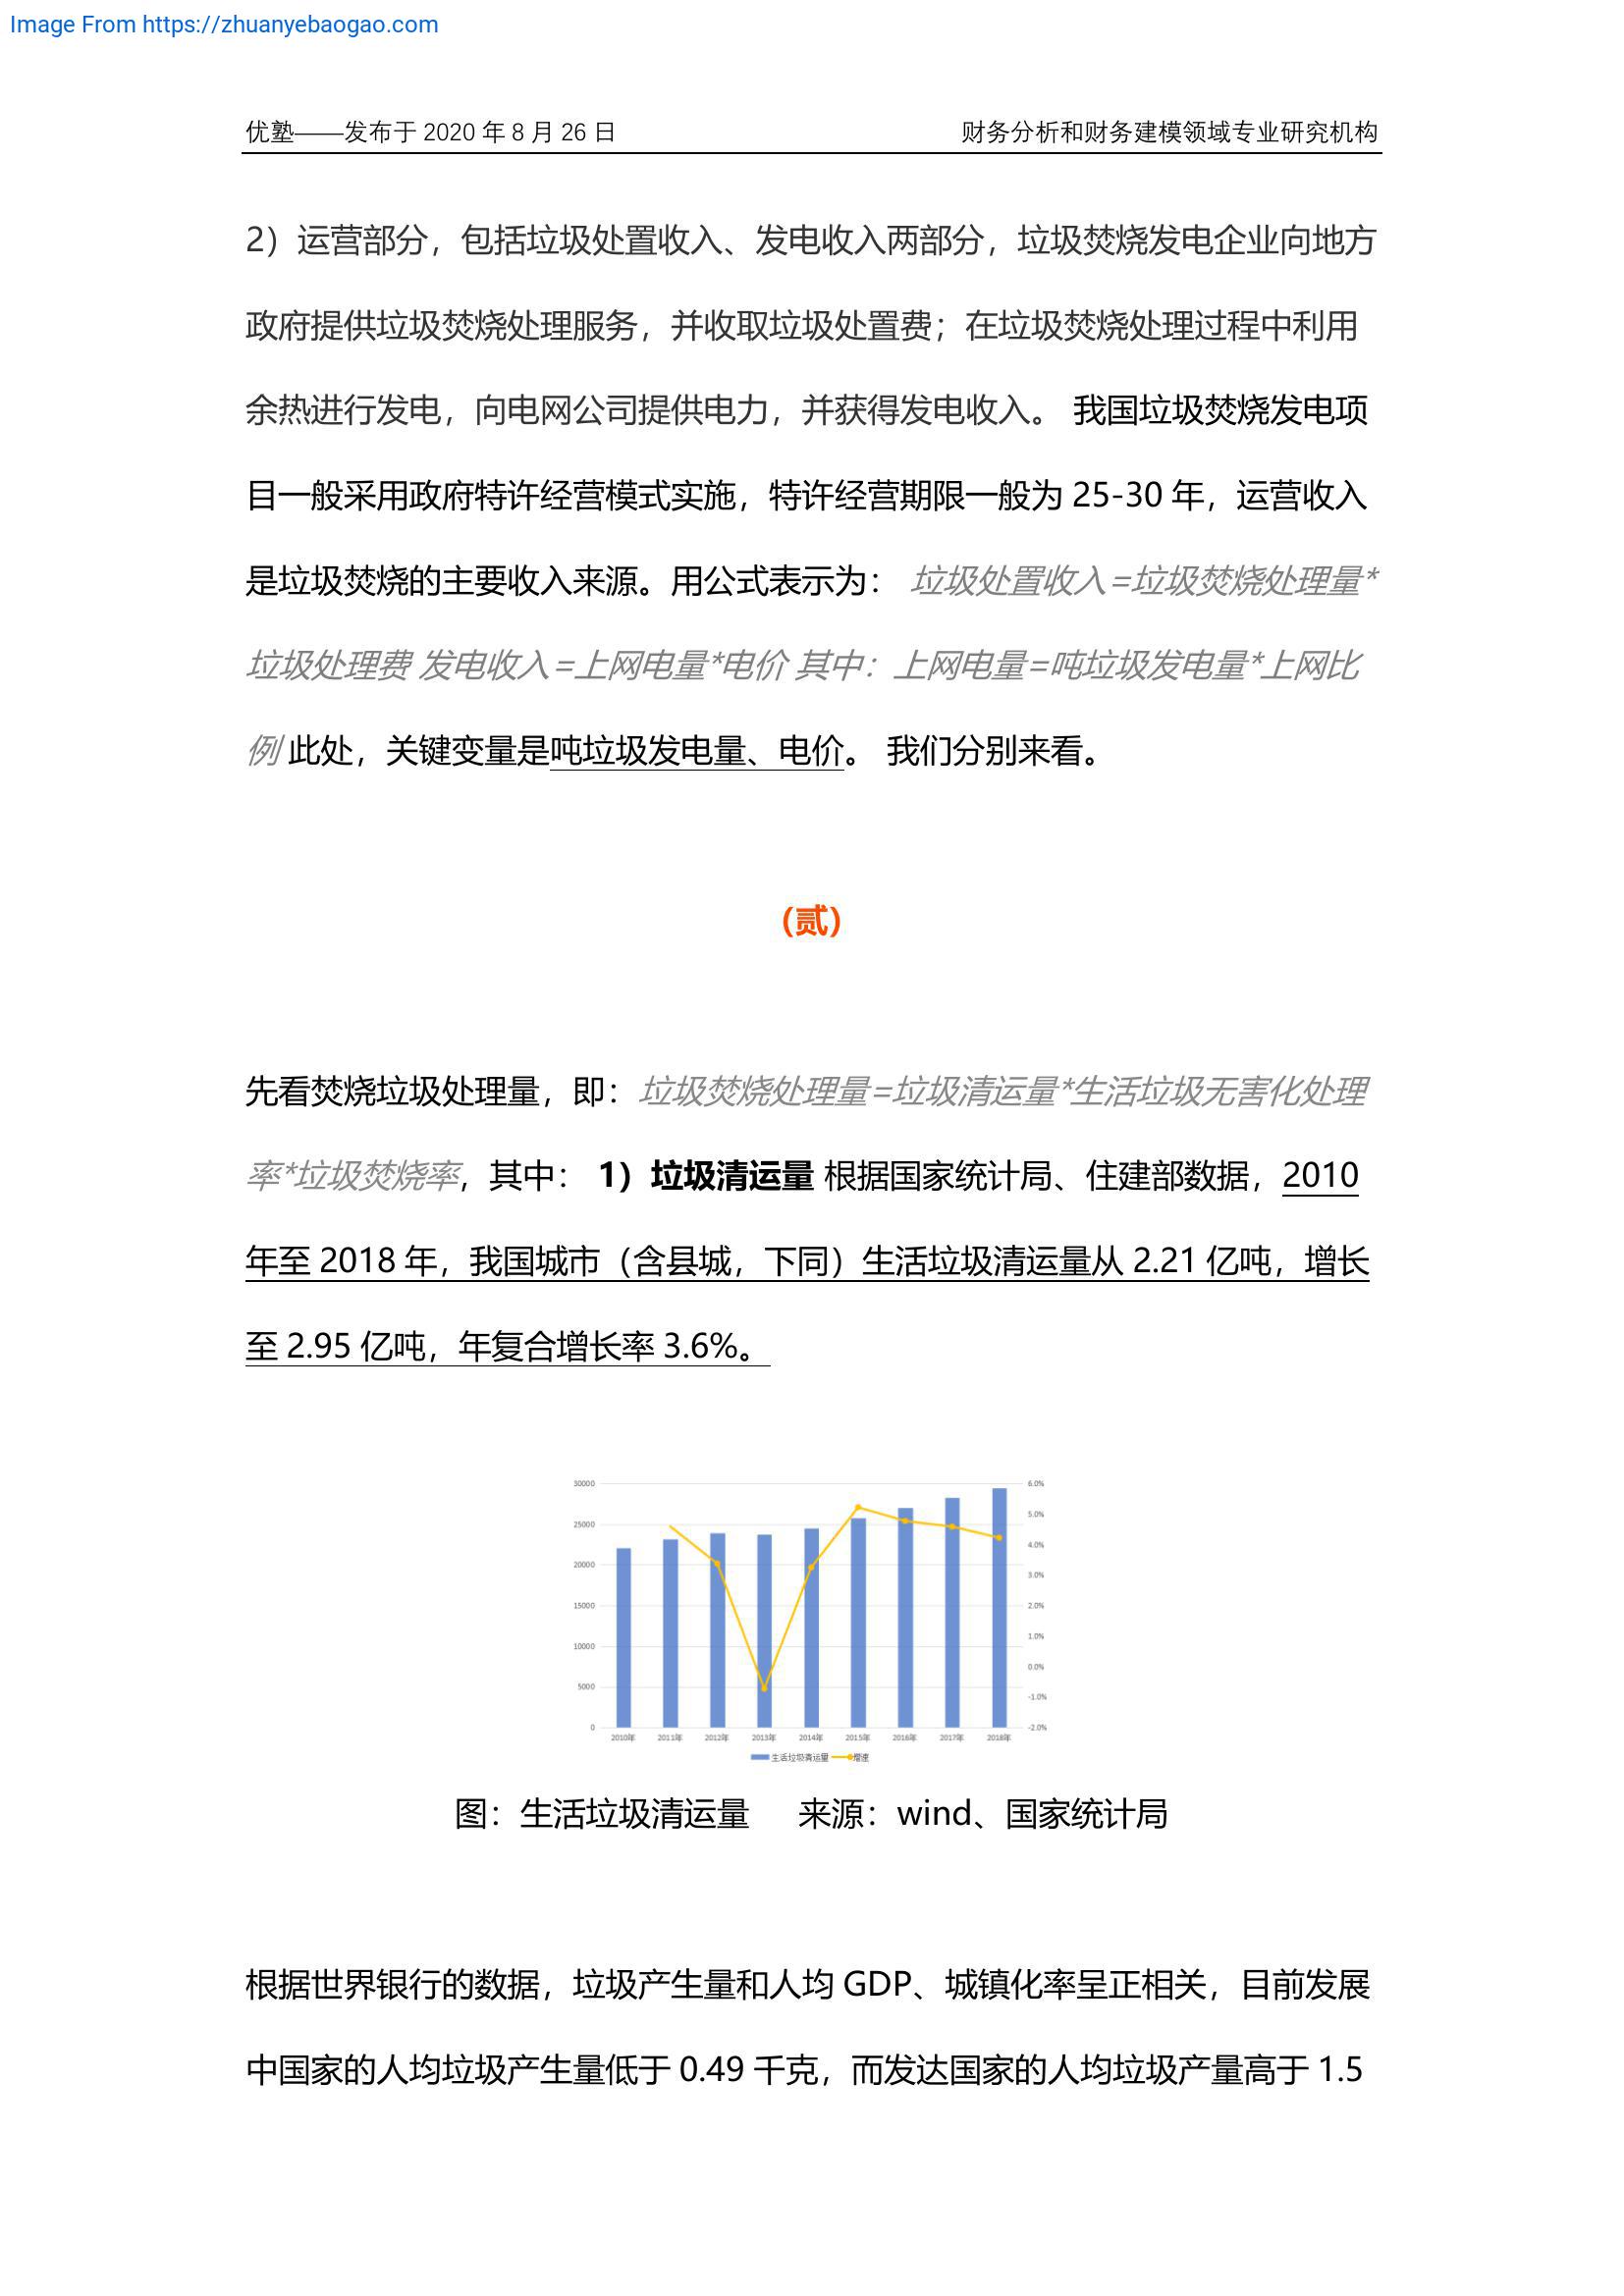 Image From https://zhuanyebaogao.com
优塾——发布于 2020 年 8 月 26 日
财务分析和财务建模领域专业研究机构
2）运营部分，包括垃圾处置收入、发电收入两部分，垃圾焚烧发电企业向地方
政府提供垃圾焚烧处理服务，并收取垃圾处置费；在垃圾焚烧处理过程中利用
余热进行发电，向电网公司提供电力，并获得发电收入。 我国垃圾焚烧发电项
目一般采用政府特许经营模式实施，特许经营期限一般为 25-30 年，运营收入
是垃圾焚烧的主要收入来源。用公式表示为： 垃圾处置收入=垃圾焚烧处理量*
垃圾处理费 发电收入=上网电量*电价 其中：上网电量=吨垃圾发电量*上网比
例 此处，关键变量是吨垃圾发电量、电价。 我们分别来看。
（贰）
先看焚烧垃圾处理量，即：垃圾焚烧处理量=垃圾清运量*生活垃圾无害化处理
率*垃圾焚烧率，其中： 1）垃圾清运量 根据国家统计局、住建部数据，2010
年至 2018 年，我国城市（含县城，下同）生活垃圾清运量从 2.21 亿吨，增长
至 2.95 亿吨，年复合增长率 3.6%。
30000
25000
20000
15000
10000
5000
0
6.0%
5.0%
4.0%
3.0%
2.0%
1.0%
0.0%
-1.0%
-2.0%
2010年 2011年 2012年 2013年 2014年 2015年 2016年 2017年 2018年
生活垃圾清运量 增速
图：生活垃圾清运量 来源：wind、国家统计局
根据世界银行的数据，垃圾产生量和人均 GDP、城镇化率呈正相关，目前发展
中国家的人均垃圾产生量低于 0.49 千克，而发达国家的人均垃圾产量高于 1.5